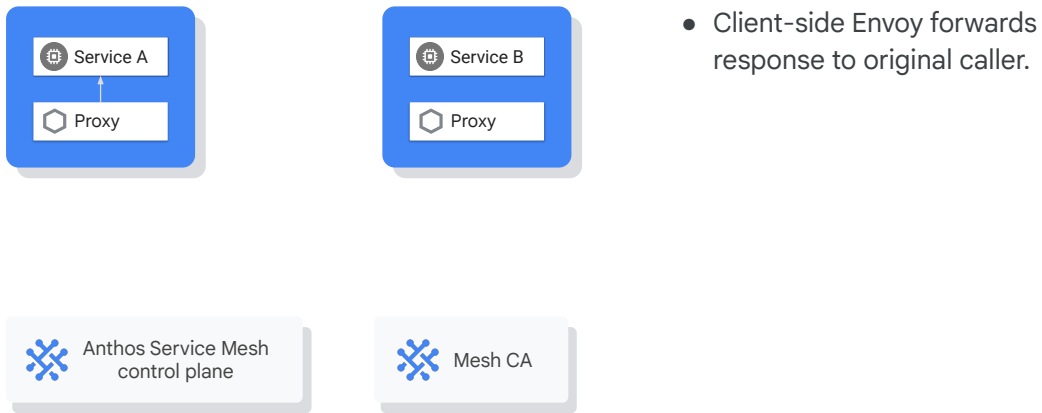 Service A
Proxy
Service B
Proxy
● Client-side Envoy forwards
response to original caller.
Anthos Service Mesh
control plane
Mesh CA